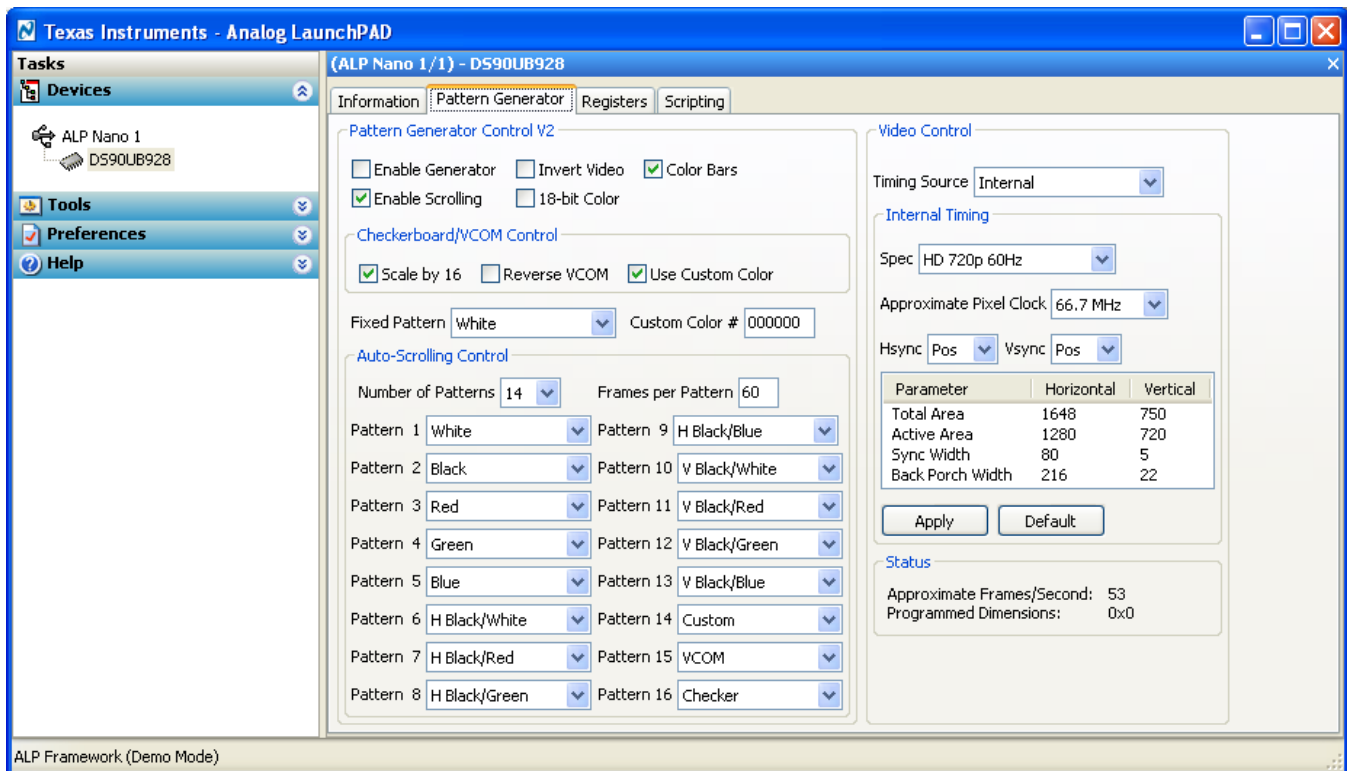 Texas Instruments - Analog LaunchPAD
Tasks
Devices
ALP Nano 1
DS90UB928
Tools
Preferences
Help
(ALP Nano 1/1) - DS90UB928
Information Pattern Generator Registers Scripting
Pattern Generator Control V2
Enable Generator Invert Video Color Bars
Enable Scrolling 18-bit Color
Checkerboard/VCOM Control
Scale by 16 Reverse VCOM Use Custom Color
Fixed Pattern White Custom Color # 000000
Auto-Scrolling Control
Number of Patterns 14 Frames per Pattern 60
Pattern 1 White Pattern 9 H Black/Blue
Pattern 2 Black Pattern 10 V Black/White
Pattern 3 Red Pattern 11 V Black/Red
Pattern 4 Green Pattern 12 V Black/Green
Pattern 5 Blue Pattern 13 V Black/Blue
Pattern 6 H Black/White Pattern 14 Custom
Pattern 7 H Black/Red Pattern 15 VCOM
Pattern 8 H Black/Green Pattern 16 Checker
Video Control
Timing Source Internal
Internal Timing
Spec HD 720p 60Hz
Approximate Pixel Clock 66.7 MHz
Hsync Pos Vsync Pos
Parameter Horizontal Vertical
Total Area 1648 750
Active Area 1280 720
Sync Width 80 5
Back Porch Width 216 22
Apply Default
Status
Approximate Frames/Second: 53
Programmed Dimensions: 0x0
ALP Framework (Demo Mode)